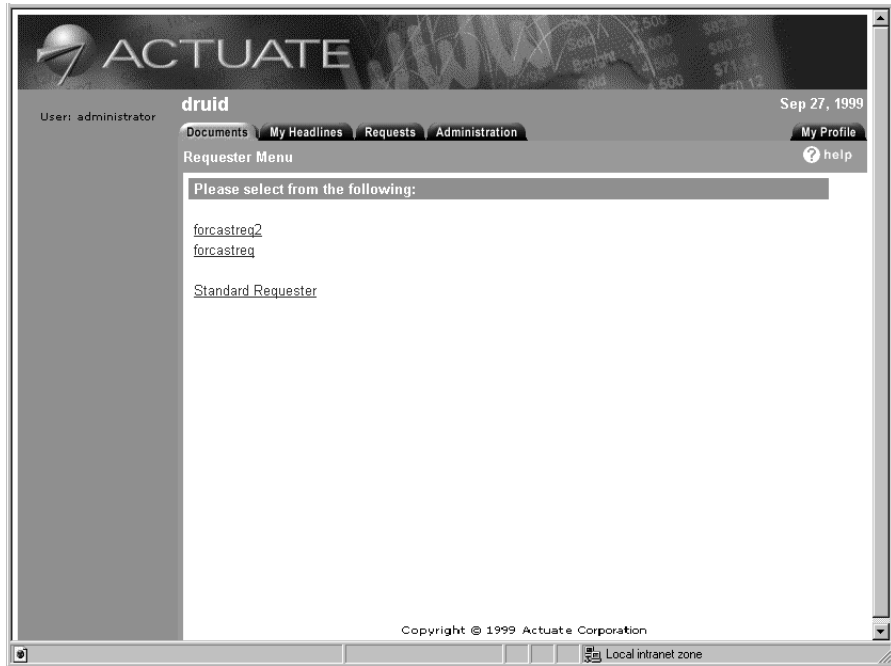 ACTUATE
User: administrator
druid
Sep 27, 1999
Documents My Headlines Requests Administration My Profile
Requester Menu
? help
Please select from the following:
forcastreq2
forcastreq
Standard Requester
Copyright © 1999 Actuate Corporation
Local intranet zone